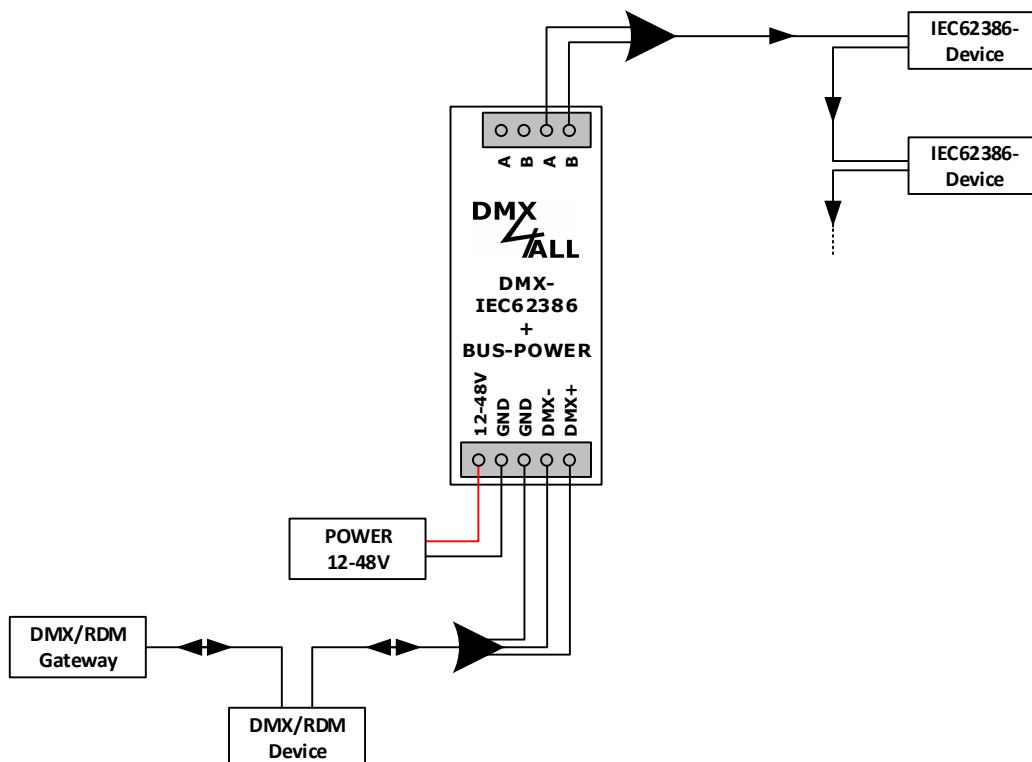 IEC62386-
Device
IEC62386-
Device
A B A B
DMX
4
ALL
DMX-
IEC62386
+
BUS-POWER
12-48V
GND
GND
DMX-
DMX+
POWER
12-48V
DMX/RDM
Gateway
DMX/RDM
Device